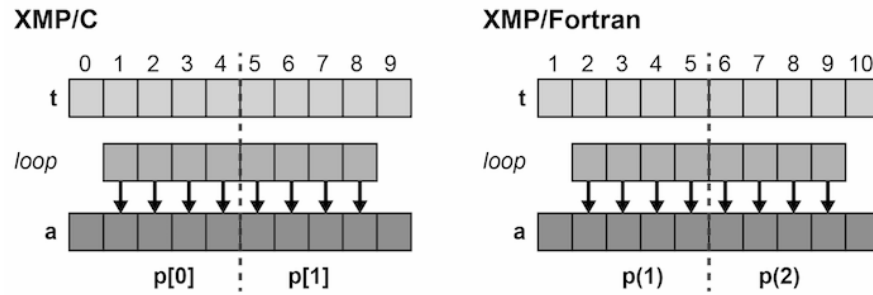 XMP/C
0 1 2 3 4 5 6 7 8 9
t
loop
a
p[0] p[1]
XMP/Fortran
1 2 3 4 5 6 7 8 9 10
t
loop
a
p(1) p(2)